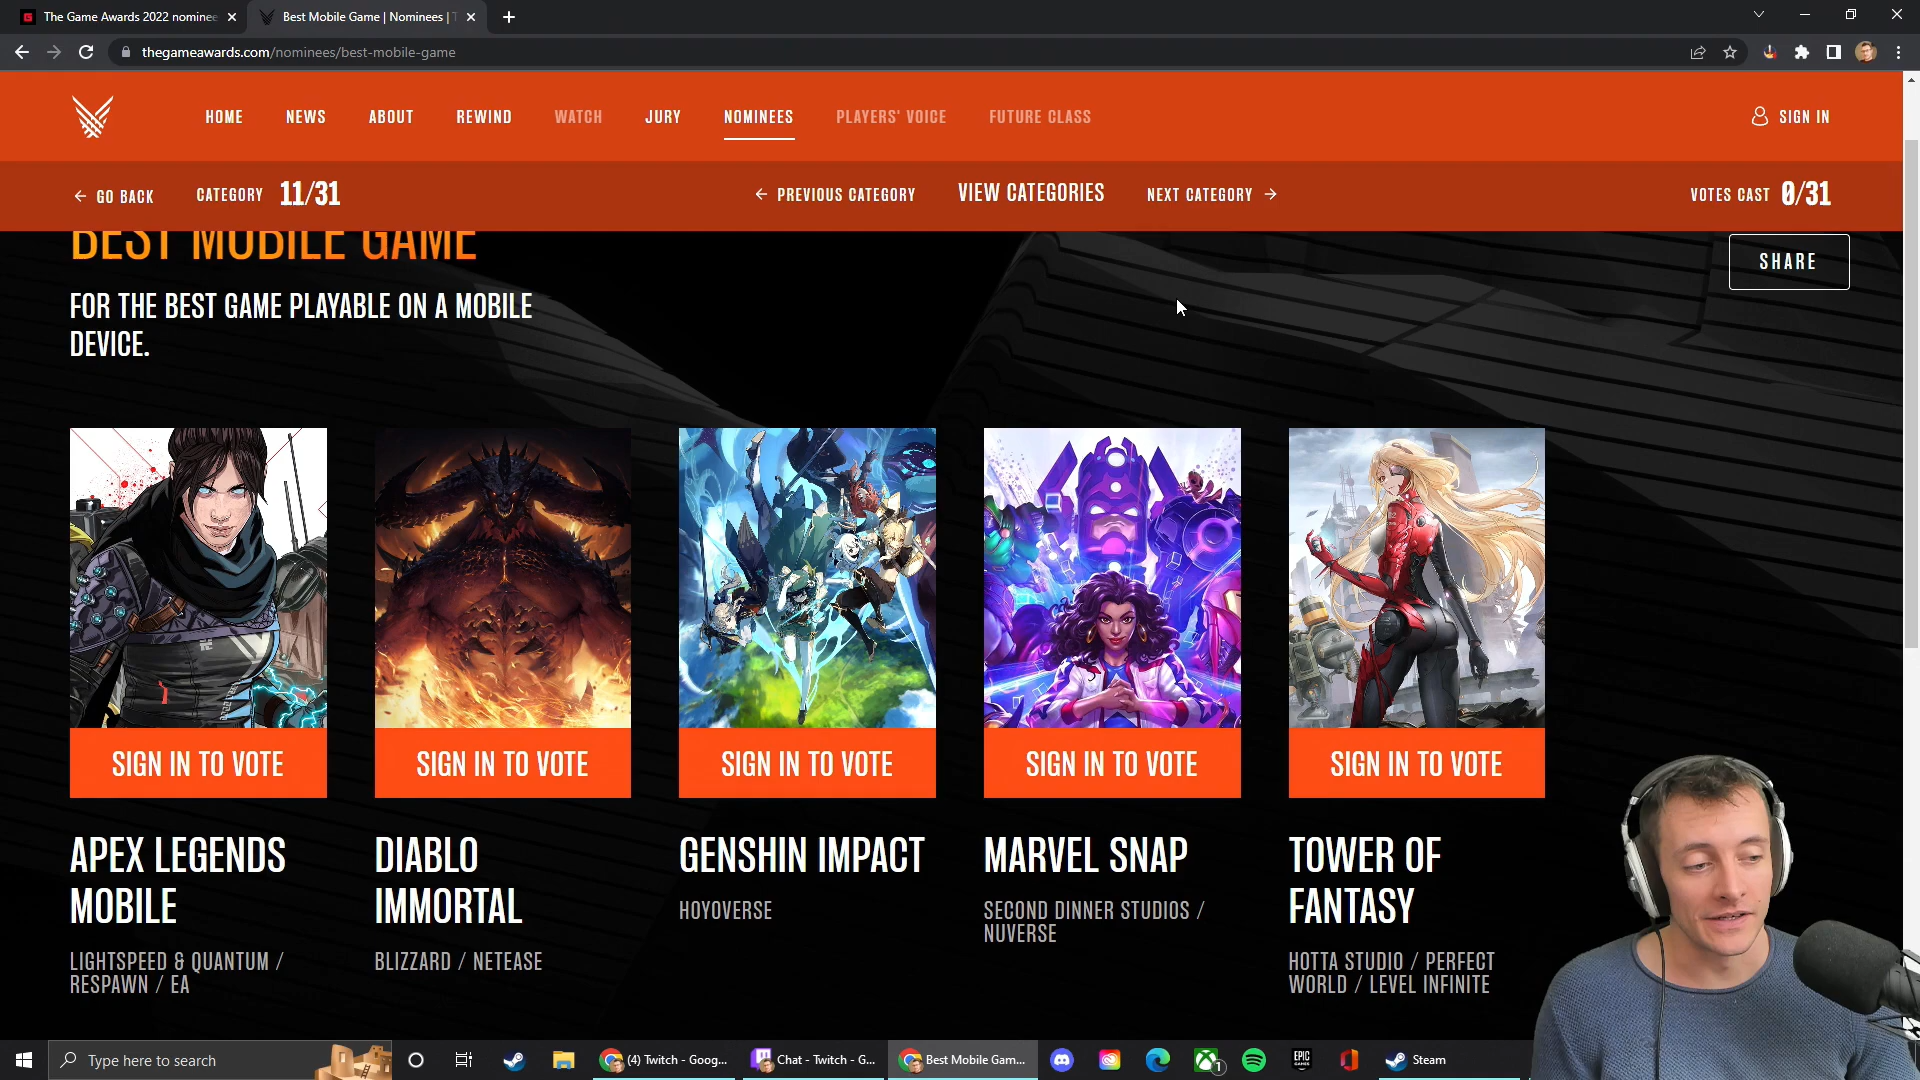 The Game Awards 2022 nominee
Best Mobile Game | Nominees | T
thegameawards.com/nominees/best-mobile-game
HOME NEWS ABOUT REWIND WATCH JURY NOMINEES PLAYERS' VOICE FUTURE CLASS SIGN IN
GO BACK CATEGORY 11/31 PREVIOUS CATEGORY VIEW CATEGORIES NEXT CATEGORY VOTES CAST 0/31
BEST MOBILE GAME
SHARE
FOR THE BEST GAME PLAYABLE ON A MOBILE
DEVICE.
SIGN IN TO VOTE
SIGN IN TO VOTE
SIGN IN TO VOTE
SIGN IN TO VOTE
SIGN IN TO VOTE
APEX LEGENDS
MOBILE
LIGHTSPEED & QUANTUM /
RESPAWN / EA
DIABLO
IMMORTAL
BLIZZARD / NETEASE
GENSHIN IMPACT
HOYOVERSE
MARVEL SNAP
SECOND DINNER STUDIOS /
NUVERSE
TOWER OF
FANTASY
HOTTA STUDIO / PERFECT
WORLD / LEVEL INFINITE
Type here to search
(4) Twitch - Goog...
Chat - Twitch - G...
Best Mobile Gam...
1
EPIC
GAMES
Steam